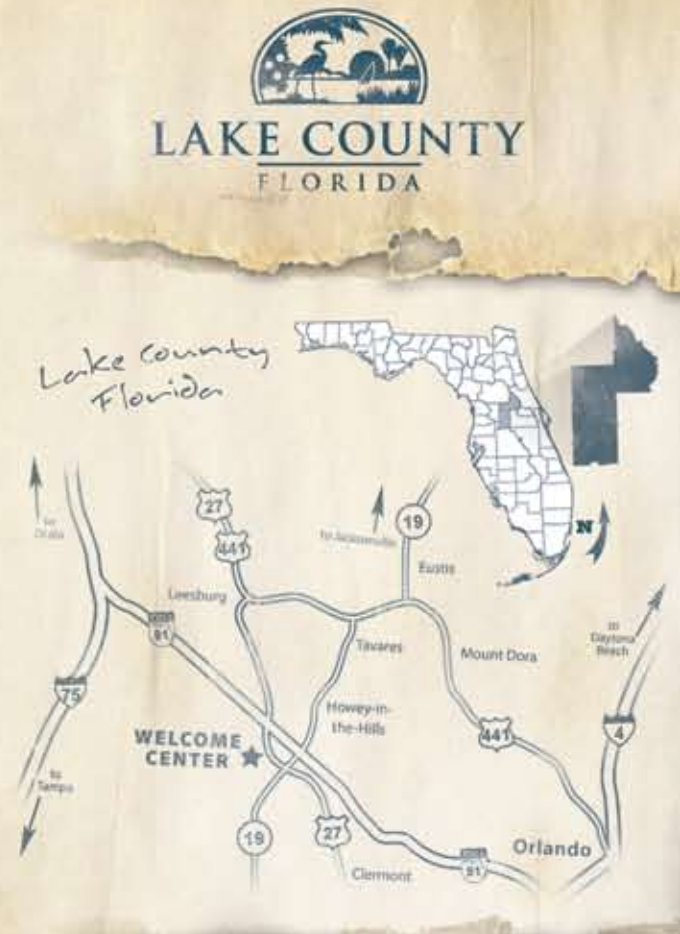 LAKE COUNTY
FLORIDA
Lake County
Florida
N
to
Ocala
27
441
to Jacksonville
19
Eustis
Leesburg
91
Tavares
Mount Dora
to
Daytona
Beach
75
Howey-in-
the-Hills
WELCOME
CENTER
441
4
to
Tampa
19
27
Orlando
91
Clermont